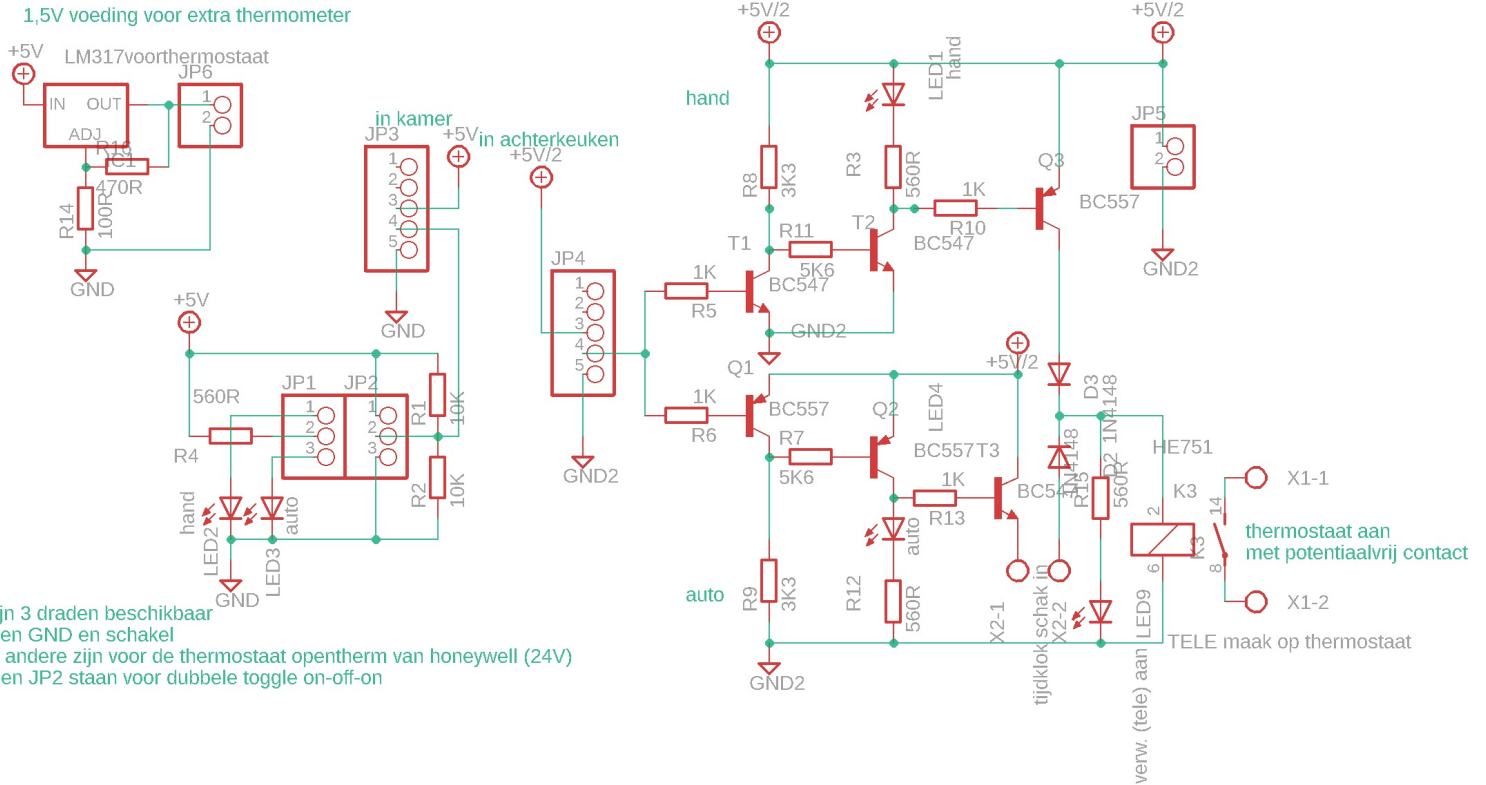 1,5V voeding voor extra thermometer
+5V
LM317voorthermostaat
JP6
IN OUT
ADJ
1
2
470R
R14
100R
GND
in kamer
JP3
+5V
1
2
3
4
5
GND
in achterkeuken
+5V/2
JP4
1
2
3
4
5
GND2
+5V
560R
R4
JP1
JP2
1
2
3
1
2
3
R1
10K
R2
10K
hand
LED2
auto
LED3
GND
jn 3 draden beschikbaar
en GND en schakel
andere zijn voor de thermostaat opentherm van honeywell (24V)
en JP2 staan voor dubbele toggle on-off-on
+5V/2
hand
R8
3K3
LED1
hand
R3
560R
T1
BC547
R11
5K6
T2
BC547
1K
R10
Q3
BC557
1K
R5
GND2
+5V/2
JP5
1
2
GND2
Q1
BC557
1K
R6
R7
5K6
Q2
BC557
LED4
auto
T3
1K
R13
+5V/2
D3
1N4148
D2
1N4148
R15
560R
auto
R9
3K3
R12
560R
GND2
X2-1
tijdklok schak in
X2-2
LED9
verw. (tele) aan
HE751
K3
2
6
K3
14
8
X1-1
thermostaat aan
met potentiaalvrij contact
X1-2
TELE maak op thermostaat